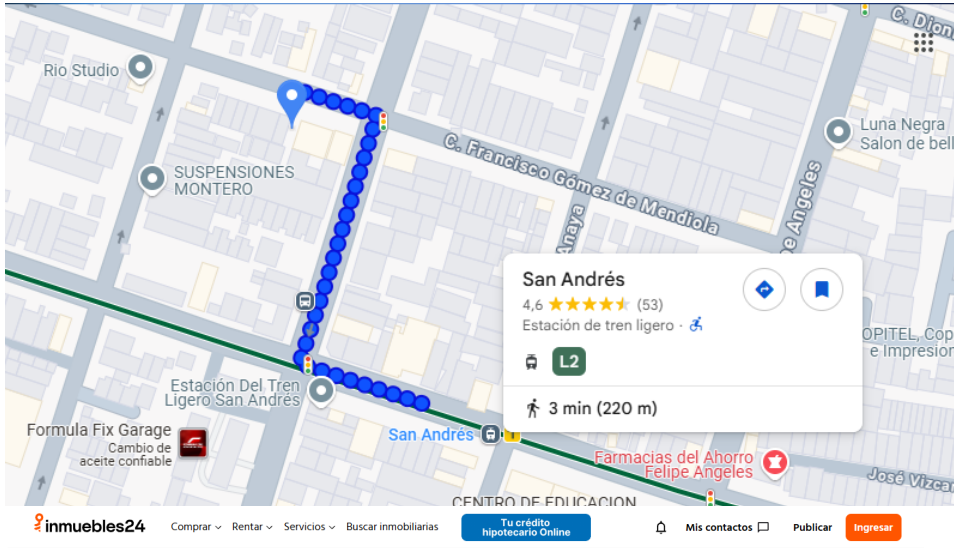 C. Dioni
Rio Studio
Luna Negra
Salon de bell
C. Francisco Gómez de Mendiola
SUSPENSIONES
MONTERO
Anaya
pe Angeles
San Andrés
4,6 (53)
Estación de tren ligero ·
L2
3 min (220 m)
OPITEL, Cop
e Impresion
Estación Del Tren
Ligero San Andrés
Formula Fix Garage
Cambio de
aceite confiable
San Andrés
Farmacias del Ahorro
Felipe Angeles
José Vizcar
CENTRO DE EDUCACION
inmuebles24
Comprar
Rentar
Servicios
Buscar inmobiliarias
Tu crédito
hipotecario Online
Mis contactos
Publicar
Ingresar